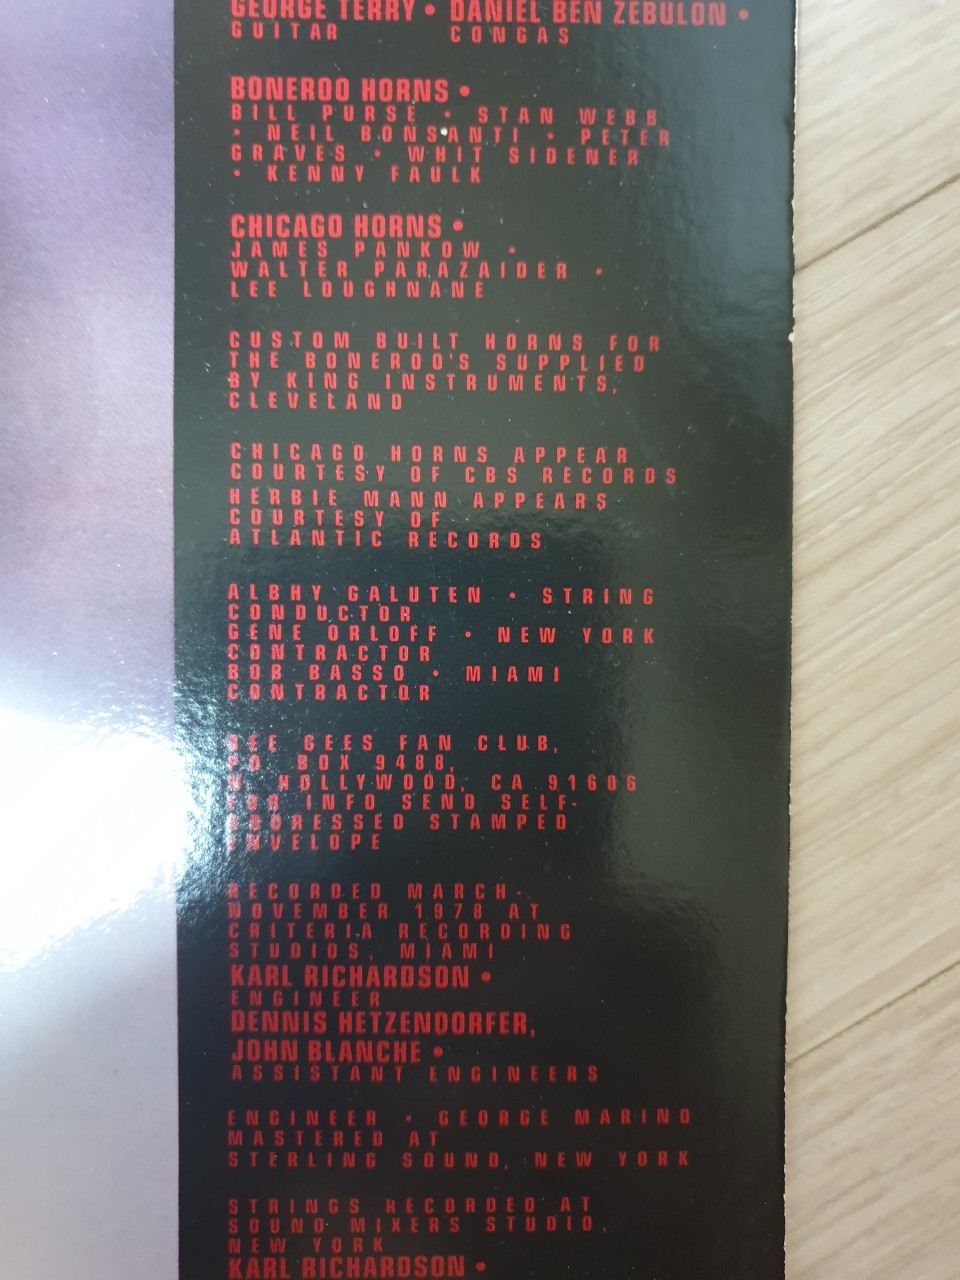 GEORGE TERRY • DANIEL BEN ZEBULON •
GUITAR CONGAS
BONEROO HORNS •
BILL PURSE • STAN WEBB
• NEIL BONSANTI • PETER
GRAVES • WHIT SIDENER
• KENNY FAULK
CHICAGO HORNS •
JAMES PANKOW •
WALTER PARAZAIDER •
LEE LOUGHNANE
CUSTOM BUILT HORNS FOR
THE BONEROO'S SUPPLIED
BY KING INSTRUMENTS,
CLEVELAND
CHICAGO HORNS APPEAR
COURTESY OF CBS RECORDS
HERBIE MANN APPEARS
COURTESY OF
ATLANTIC RECORDS
ALBHY GALUTEN • STRING
CONDUCTOR
GENE ORLOFF • NEW YORK
CONTRACTOR
BOB BASSO • MIAMI
CONTRACTOR
BEE GEES FAN CLUB,
P.O. BOX 9488,
N. HOLLYWOOD, CA 91606
FOR INFO SEND SELF-
ADDRESSED STAMPED
ENVELOPE
RECORDED MARCH-
NOVEMBER 1978 AT
CRITERIA RECORDING
STUDIOS, MIAMI
KARL RICHARDSON •
ENGINEER
DENNIS HETZENDORFER,
JOHN BLANCHE •
ASSISTANT ENGINEERS
ENGINEER • GEORGE MARINO
MASTERED AT
STERLING SOUND, NEW YORK
STRINGS RECORDED AT
SOUND MIXERS STUDIO,
NEW YORK
KARL RICHARDSON •